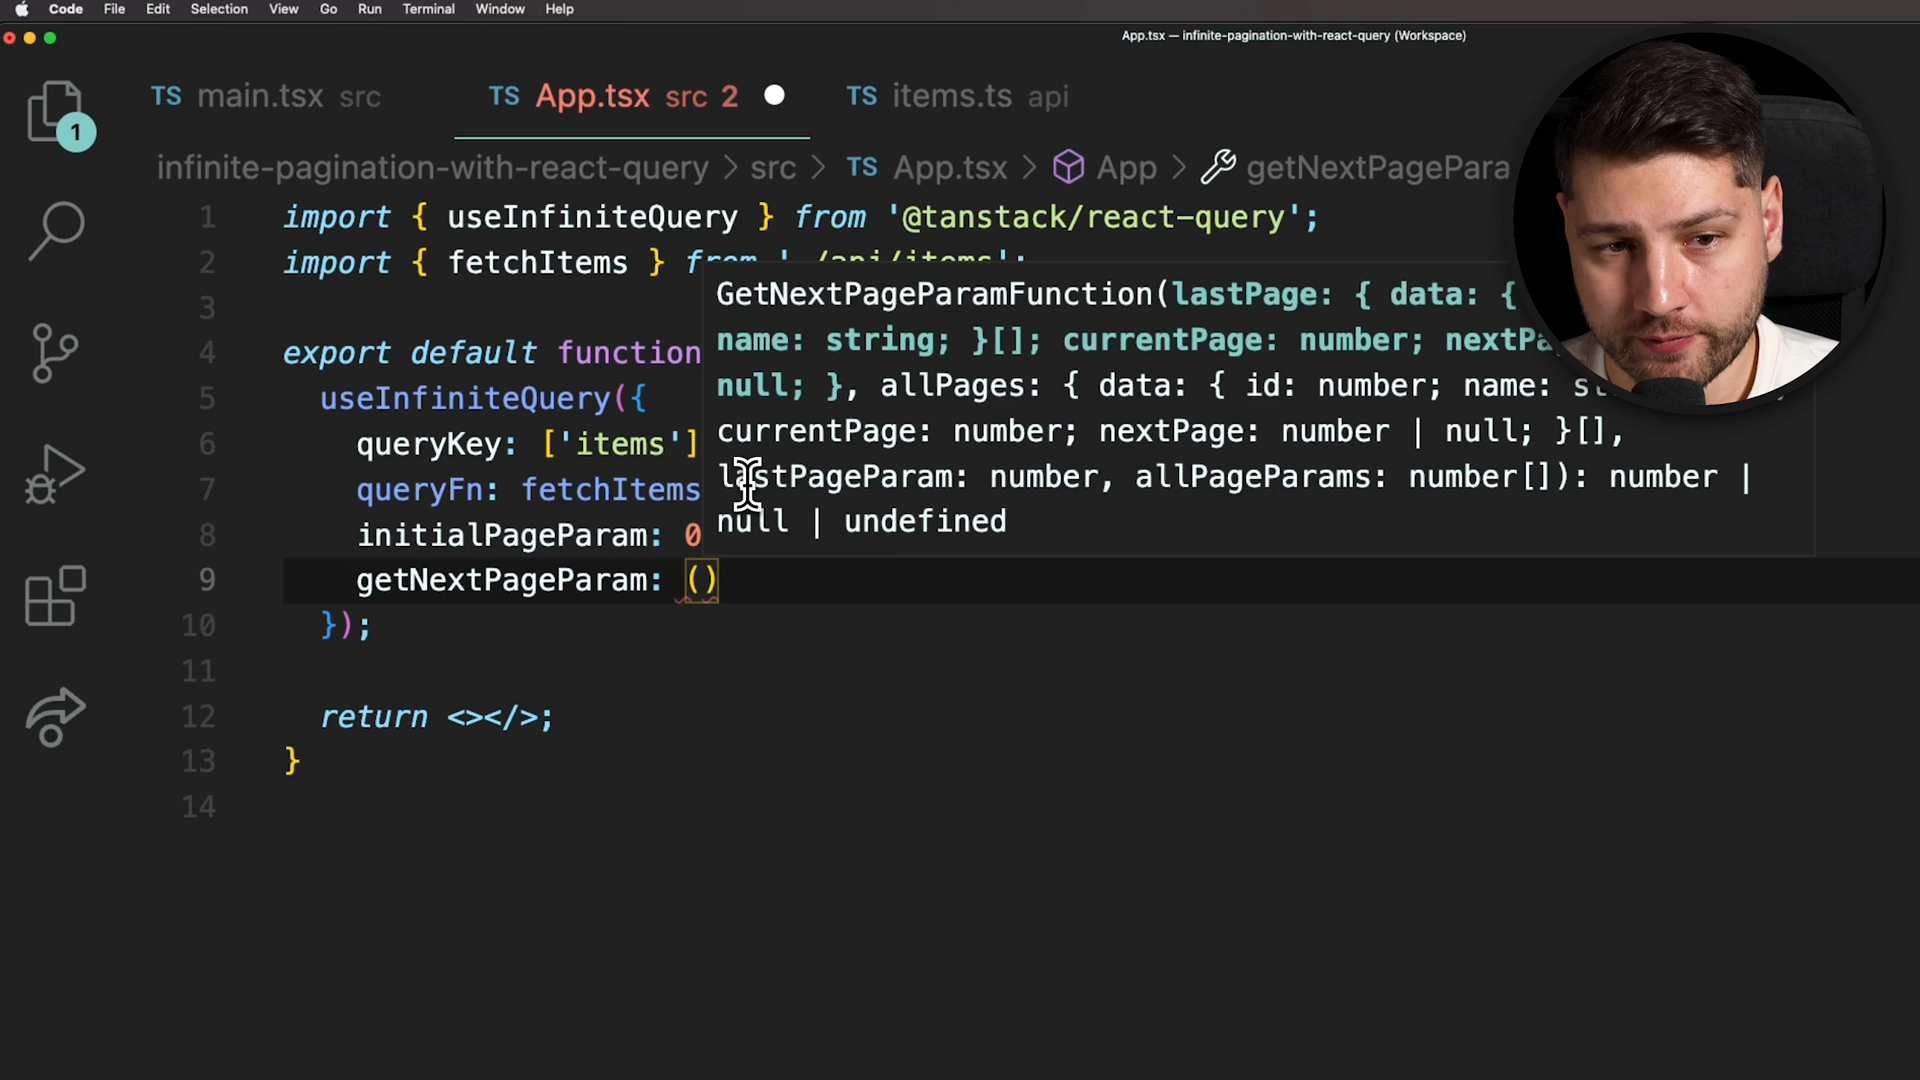 Code File Edit Selection View Go Run Terminal Window Help
App.tsx — infinite-pagination-with-react-query (Workspace)
TS main.tsx src TS App.tsx src 2 TS items.ts api
1
infinite-pagination-with-react-query > src > TS App.tsx > App > getNextPagePara
1 import { useInfiniteQuery } from '@tanstack/react-query';
2 import { fetchItems } from './api/items';
GetNextPageParamFunction(lastPage: { data: {
3
name: string; }[]; currentPage: number; nextPa
4 export default function
null; }, allPages: { data: { id: number; name:
5 useInfiniteQuery({
currentPage: number; nextPage: number | null; }[],
6 queryKey: ['items']
lastPageParam: number, allPageParams: number[]): number |
7 queryFn: fetchItems
null | undefined
8 initialPageParam: 0
9 getNextPageParam: ()
10 });
11
12 return <></>;
13 }
14